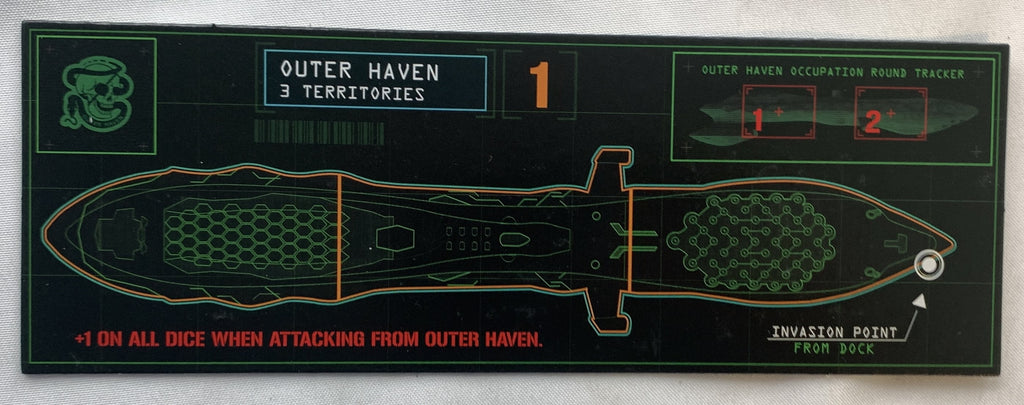 OUTER HAVEN
3 TERRITORIES
1
OUTER HAVEN OCCUPATION ROUND TRACKER
1
2
+1 ON ALL DICE WHEN ATTACKING FROM OUTER HAVEN.
INVASION POINT
FROM DOCK